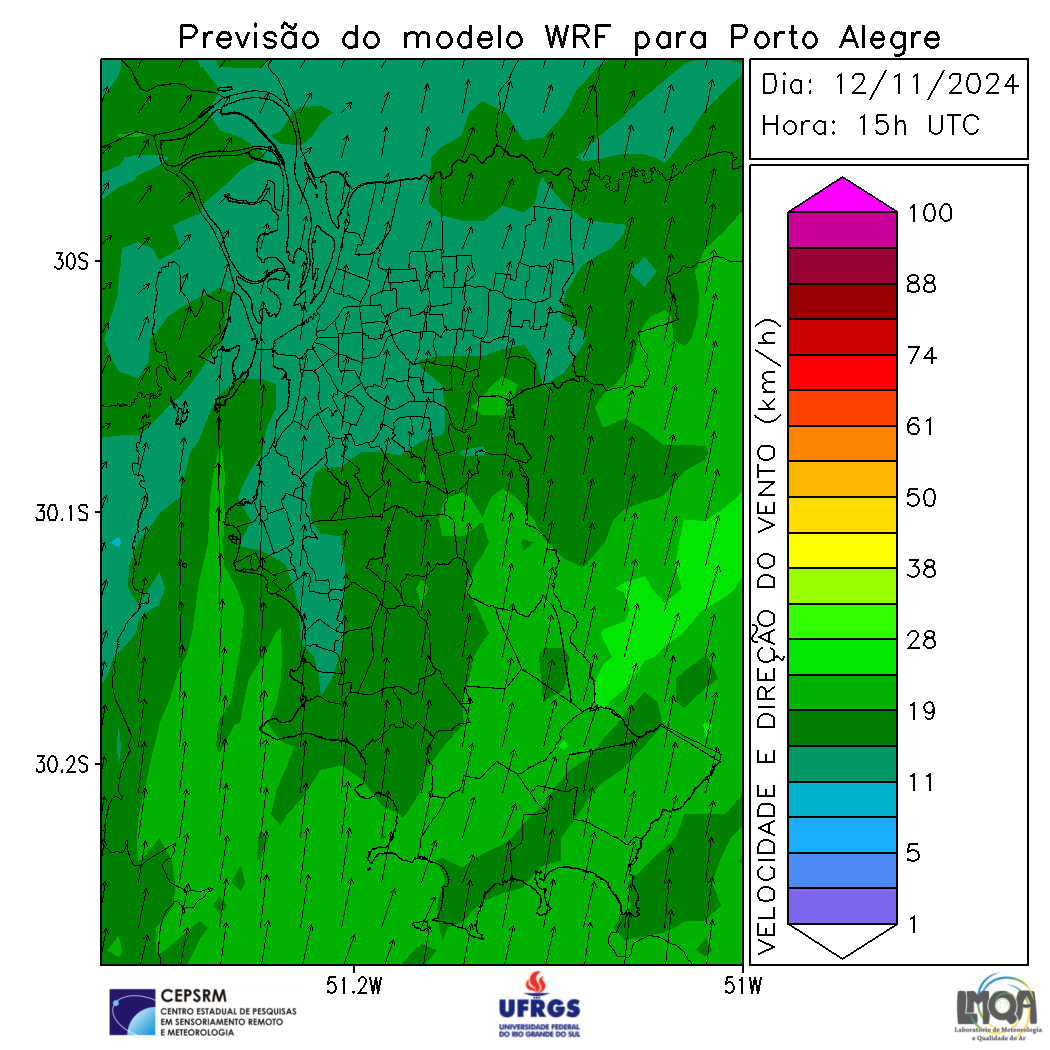 Previsão do modelo WRF para Porto Alegre
Dia: 12/11/2024
Hora: 15h UTC
30S
30.1S
30.2S
51.2W
51W
VELOCIDADE E DIREÇÃO DO VENTO (km/h)
100
88
74
61
50
38
28
19
11
5
1
CEPSRM
CENTRO ESTADUAL DE PESQUISAS
EM SENSORIAMENTO REMOTO
E METEOROLOGIA
UFRGS
UNIVERSIDADE FEDERAL
DO RIO GRANDE DO SUL
LMQA
Laboratório de Meteorologia
e Qualidade do Ar